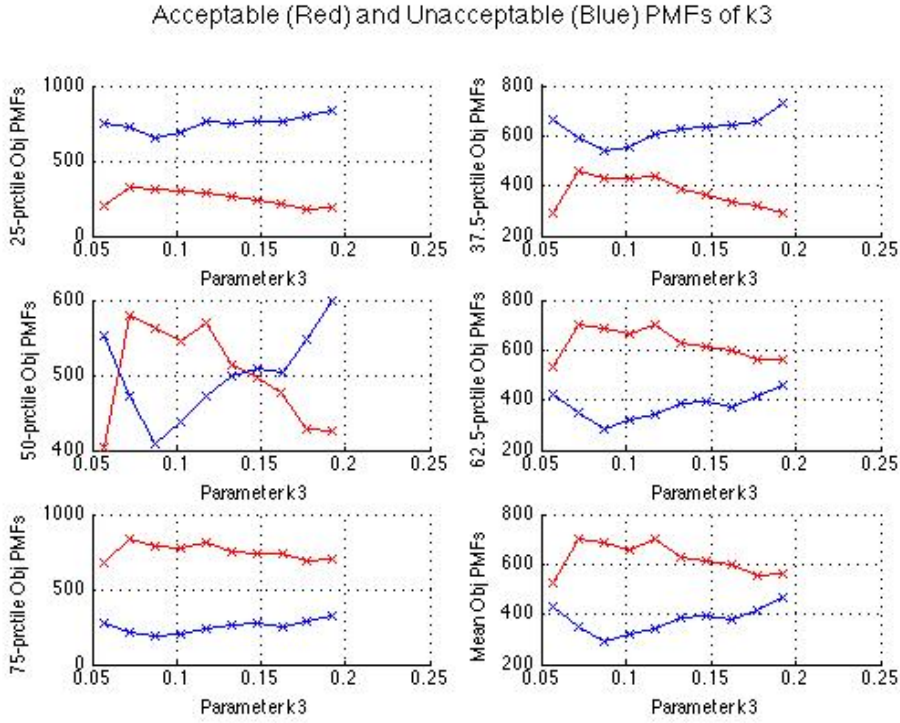 Acceptable (Red) and Unacceptable (Blue) PMFs of k3
25-prctile Obj PMFs
1000
500
0
0.05 0.1 0.15 0.2 0.25
Parameter k3
37.5-prctile Obj PMFs
800
600
400
200
0.05 0.1 0.15 0.2 0.25
Parameter k3
50-prctile Obj PMFs
600
500
400
0.05 0.1 0.15 0.2 0.25
Parameter k3
62.5-prctile Obj PMFs
800
600
400
200
0.05 0.1 0.15 0.2 0.25
Parameter k3
75-prctile Obj PMFs
1000
500
0
0.05 0.1 0.15 0.2 0.25
Parameter k3
Mean Obj PMFs
800
600
400
200
0.05 0.1 0.15 0.2 0.25
Parameter k3